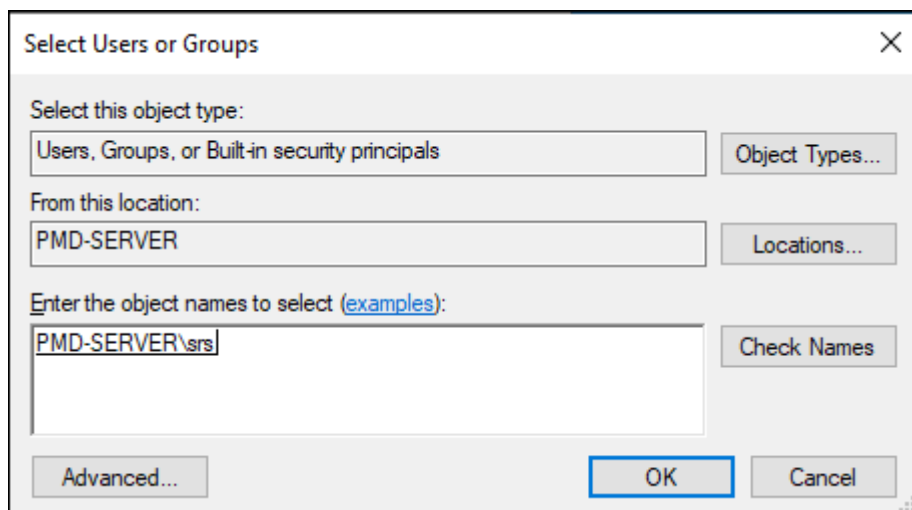 Select Users or Groups
Select this object type:
Users, Groups, or Built-in security principals
Object Types...
From this location:
PMD-SERVER
Locations...
Enter the object names to select (examples):
PMD-SERVER\srs
Check Names
Advanced...
OK
Cancel